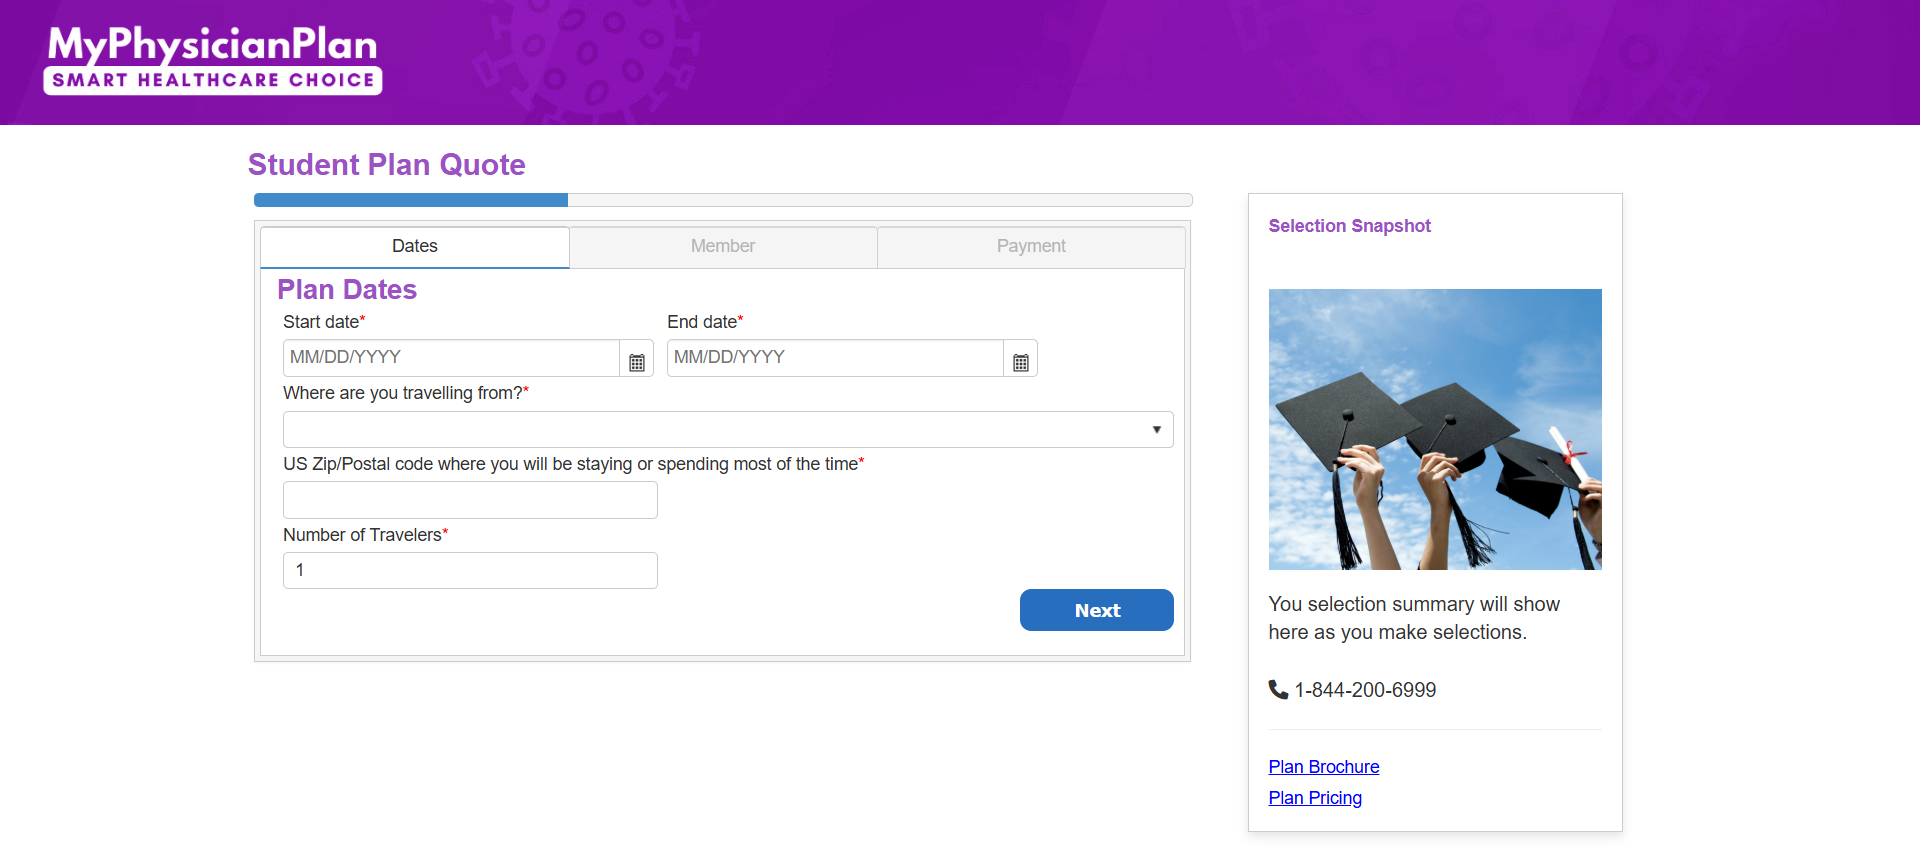 MyPhysicianPlan
SMART HEALTHCARE CHOICE
Student Plan Quote
Dates
Member
Payment
Plan Dates
Start date*
End date*
MM/DD/YYYY
MM/DD/YYYY
Where are you travelling from?*
US Zip/Postal code where you will be staying or spending most of the time*
Number of Travelers*
1
Next
Selection Snapshot
You selection summary will show
here as you make selections.
1-844-200-6999
Plan Brochure
Plan Pricing